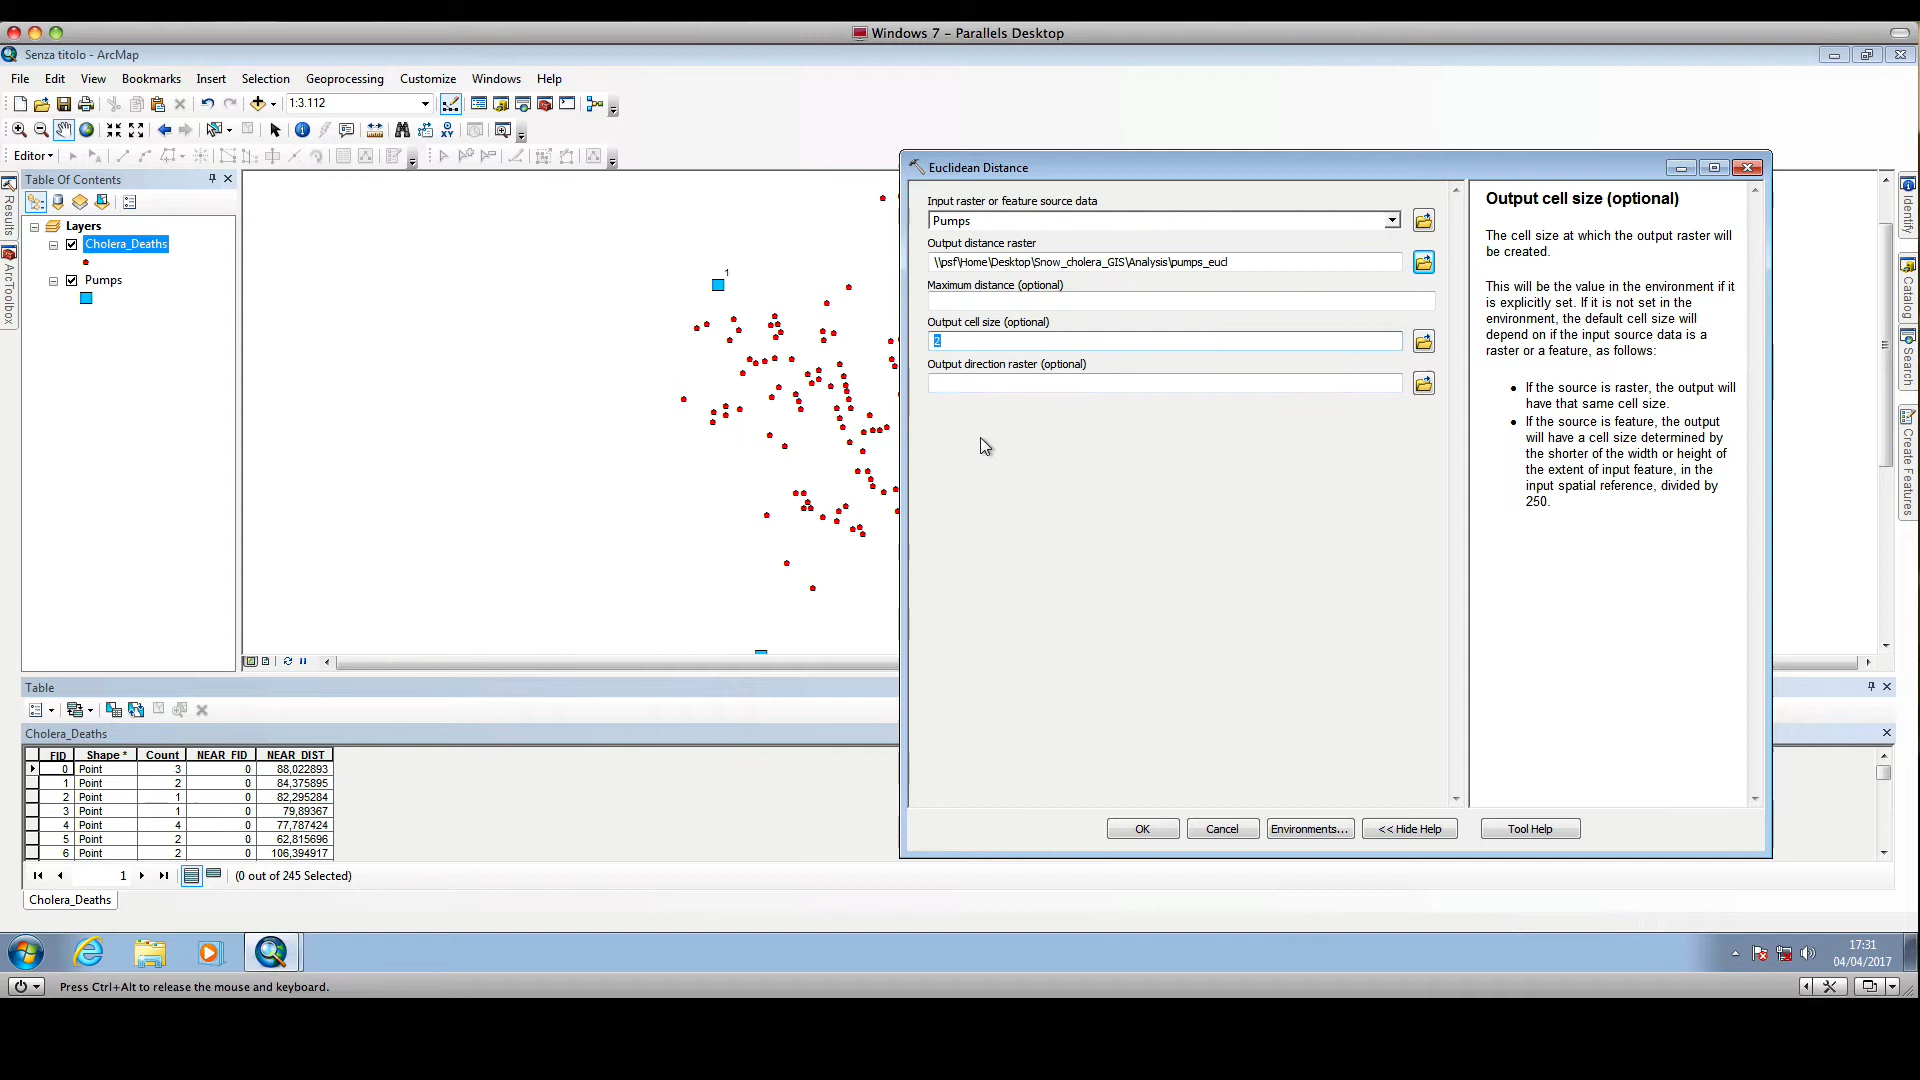 Windows 7 - Parallels Desktop
Senza titolo - ArcMap
File Edit View Bookmarks Insert Selection Geoprocessing Customize Windows Help
1:3.112
Editor
Table Of Contents
Layers
Cholera_Deaths
Pumps
Results
ArcToolbox
1
Euclidean Distance
Input raster or feature source data
Pumps
Output distance raster
\\psf\Home\Desktop\Snow_cholera_GIS\Analysis\pumps_eucl
Maximum distance (optional)
Output cell size (optional)
2
Output direction raster (optional)
OK Cancel Environments... << Hide Help Tool Help
Output cell size (optional)
The cell size at which the output raster will
be created.
This will be the value in the environment if it
is explicitly set. If it is not set in the
environment, the default cell size will
depend on if the input source data is a
raster or a feature, as follows:
If the source is raster, the output will
have that same cell size.
If the source is feature, the output
will have a cell size determined by
the shorter of the width or height of
the extent of input feature, in the
input spatial reference, divided by
250.
Identify
Catalog
Search
Create Features
Table
Cholera_Deaths
FID Shape * Count NEAR_FID NEAR_DIST
0 Point 3 0 88,022893
1 Point 2 0 84,375895
2 Point 1 0 82,295284
3 Point 1 0 79,89367
4 Point 4 0 77,787424
5 Point 2 0 62,815696
6 Point 2 0 106,394917
1 (0 out of 245 Selected)
Cholera_Deaths
17:31
04/04/2017
Press Ctrl+Alt to release the mouse and keyboard.